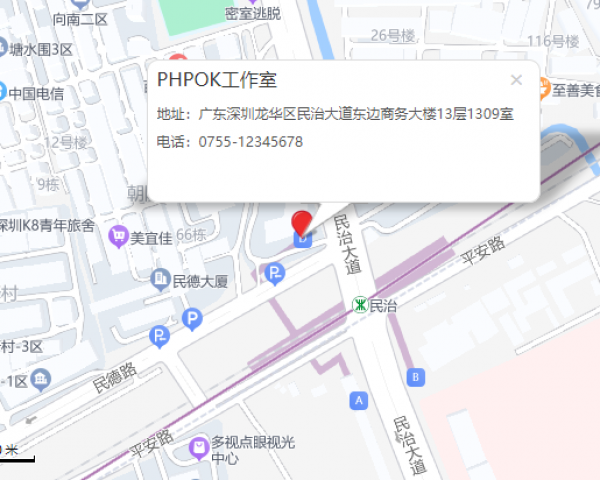 向南二区
密室逃脱
26号楼
116号楼
塘水围3区
中国电信
至善美食
PHPOK工作室
×
地址：广东深圳龙华区民治大道东边商务大楼13层1309室
电话：0755-12345678
12号楼
9栋
朝
深圳K8青年旅舍
美宜佳
66栋
D
民治大道
平安路
民德大厦
P
民治
村
P
P
村-3区
-1区
民德路
B
A
米
平安路
多视点眼视光
中心
民治大道